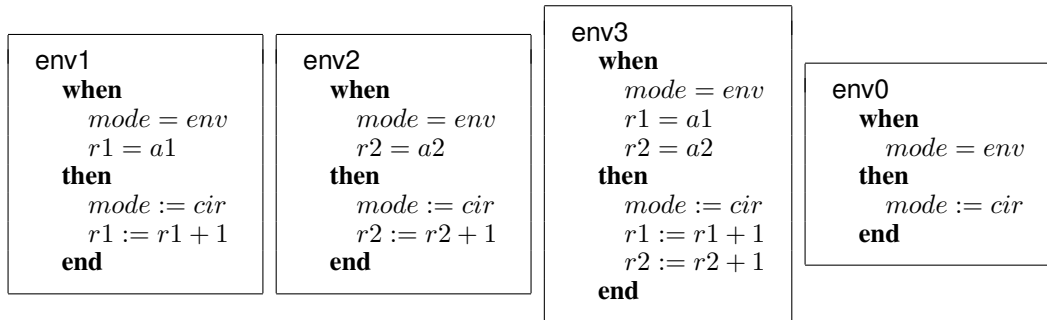 env1
when
mode = env
r1 = a1
then
mode := cir
r1 := r1 + 1
end
env2
when
mode = env
r2 = a2
then
mode := cir
r2 := r2 + 1
end
env3
when
mode = env
r1 = a1
r2 = a2
then
mode := cir
r1 := r1 + 1
r2 := r2 + 1
end
env0
when
mode = env
then
mode := cir
end